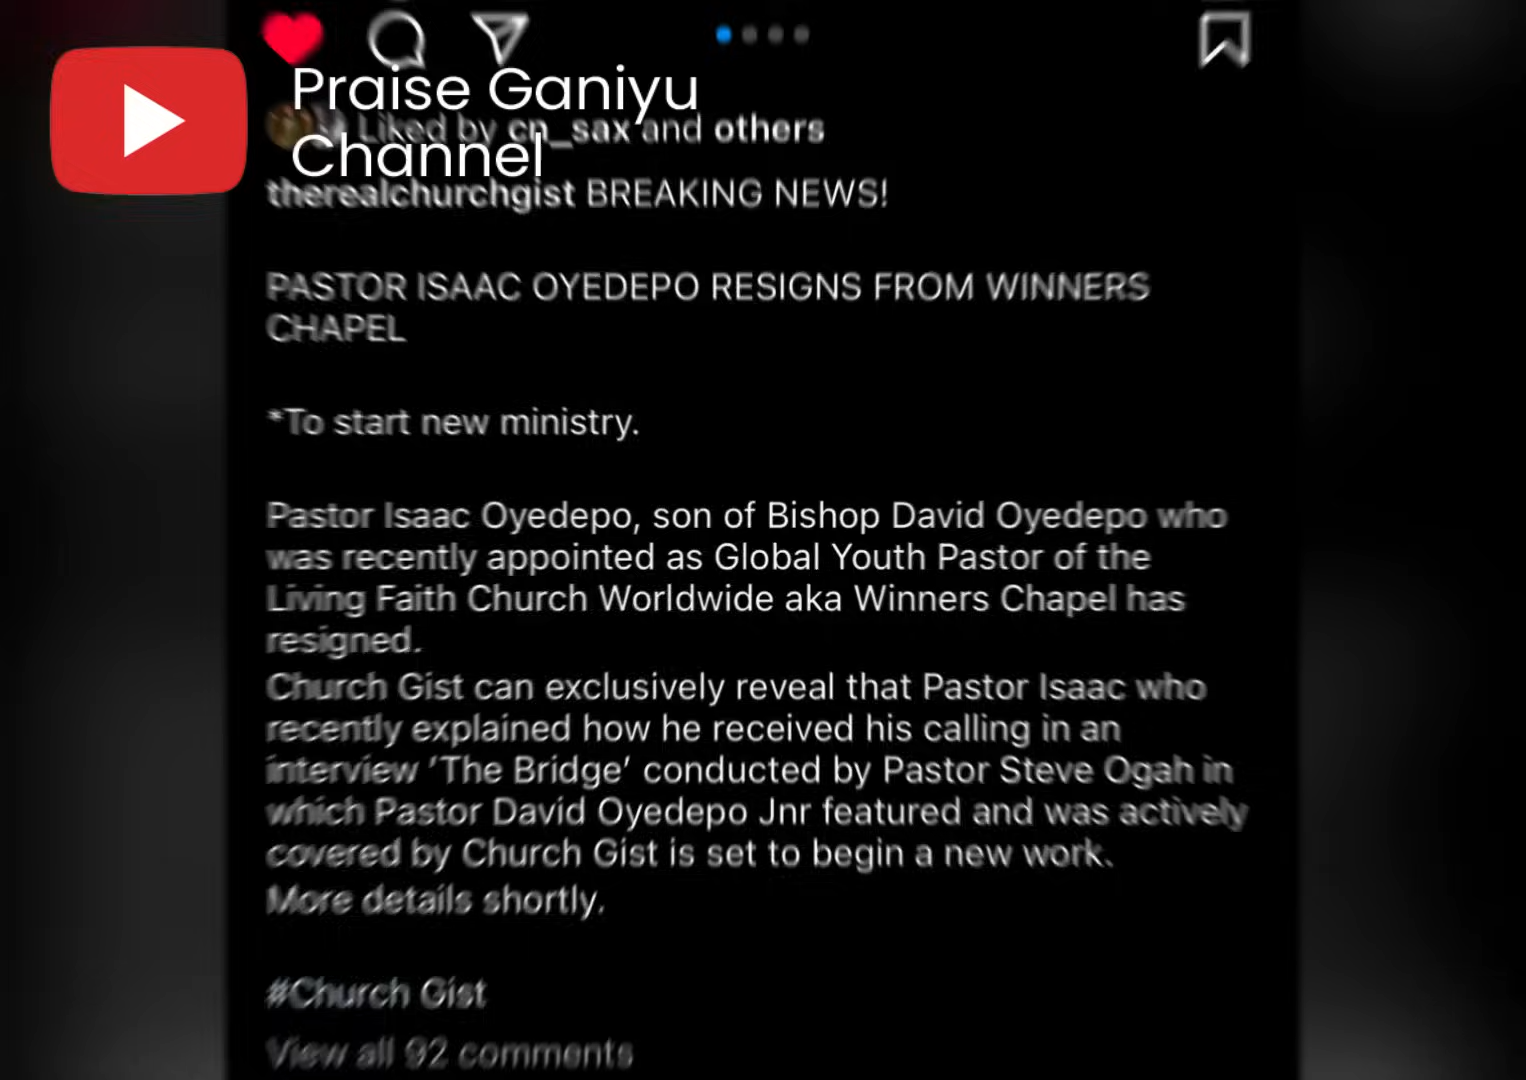 Praise Ganiyu
Channel
Liked by cn_sax and others
therealchurchgist BREAKING NEWS!
PASTOR ISAAC OYEDEPO RESIGNS FROM WINNERS
CHAPEL
*To start new ministry.
Pastor Isaac Oyedepo, son of Bishop David Oyedepo who
was recently appointed as Global Youth Pastor of the
Living Faith Church Worldwide aka Winners Chapel has
resigned.
Church Gist can exclusively reveal that Pastor Isaac who
recently explained how he received his calling in an
interview ‘The Bridge’ conducted by Pastor Steve Ogah in
which Pastor David Oyedepo Jnr featured and was actively
covered by Church Gist is set to begin a new work.
More details shortly.
#Church Gist
View all 92 comments